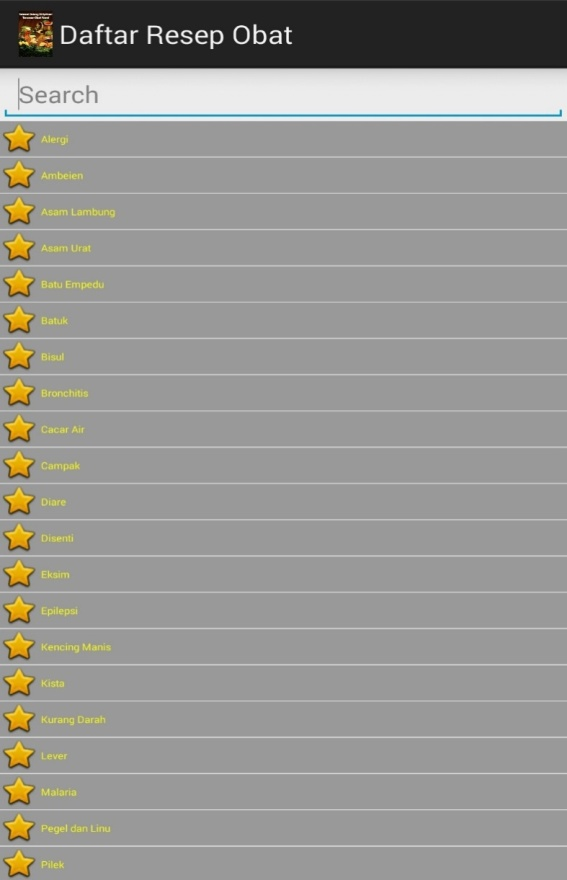 Daftar Resep Obat
Search
Alergi
Ambeien
Asam Lambung
Asam Urat
Batu Empedu
Batuk
Bisul
Bronchitis
Cacar Air
Campak
Diare
Disenti
Eksim
Epilepsi
Kencing Manis
Kista
Kurang Darah
Lever
Malaria
Pegel dan Linu
Pilek